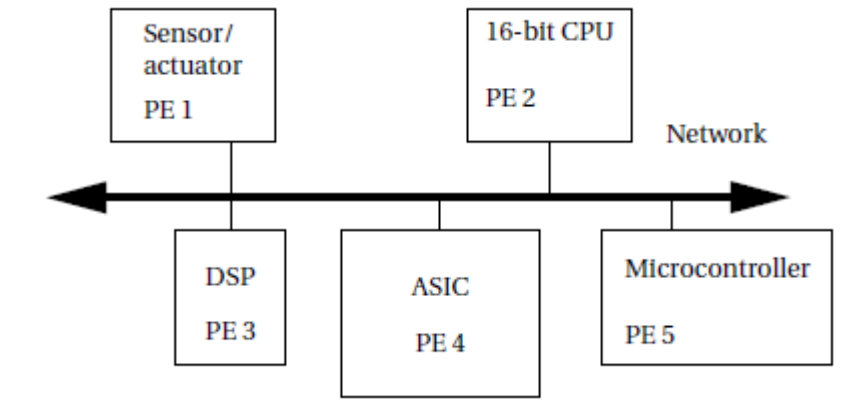 Sensor/
actuator
PE 1
16-bit CPU
PE 2
Network
DSP
PE 3
ASIC
PE 4
Microcontroller
PE 5